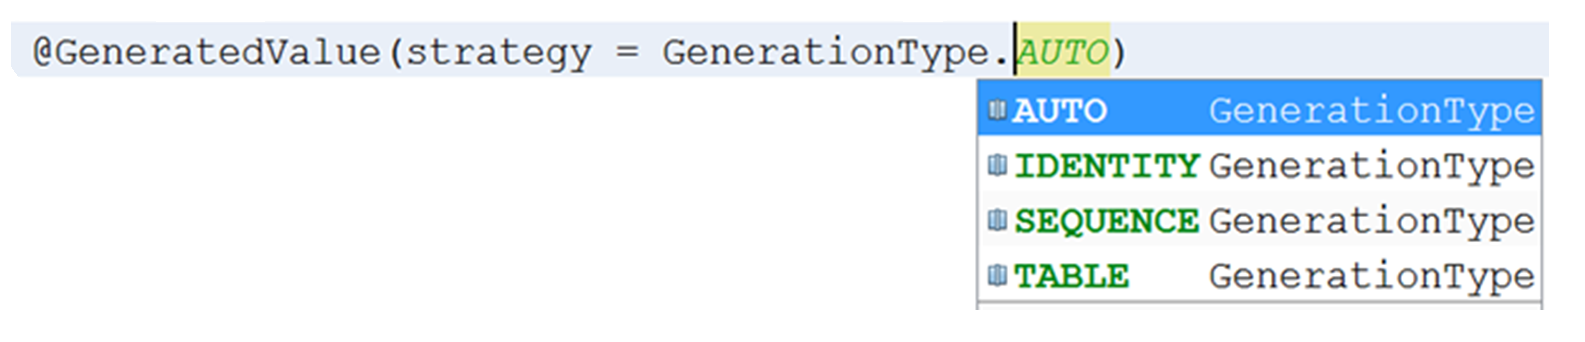 @GeneratedValue(strategy = GenerationType.AUTO)
AUTO GenerationType
IDENTITY GenerationType
SEQUENCE GenerationType
TABLE GenerationType